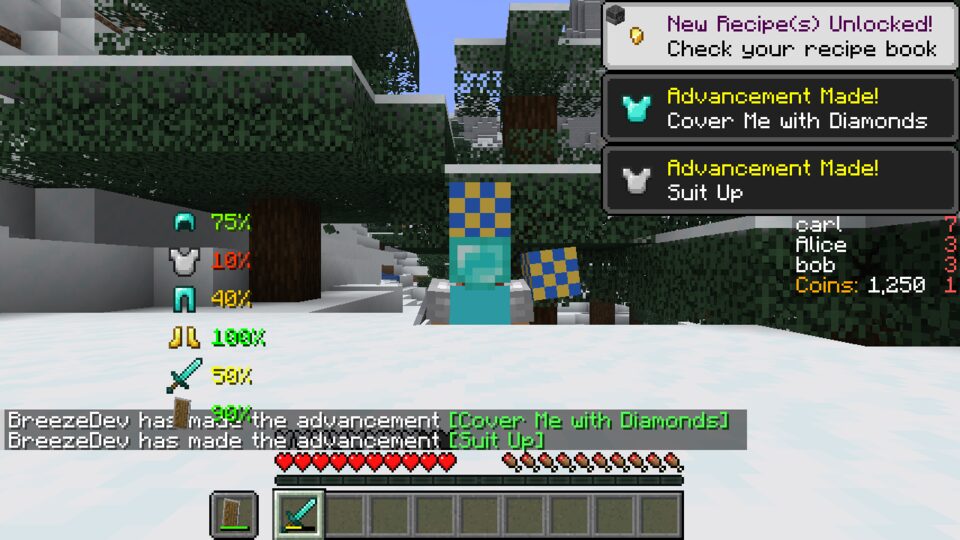 New Recipe(s) Unlocked!
Check your recipe book
Advancement Made!
Cover Me with Diamonds
Advancement Made!
Suit Up
carl 7
Alice 3
bob 3
Coins: 1,250 1
75%
10%
40%
100%
50%
90%
BreezeDev has made the advancement [Cover Me with Diamonds]
BreezeDev has made the advancement [Suit Up]